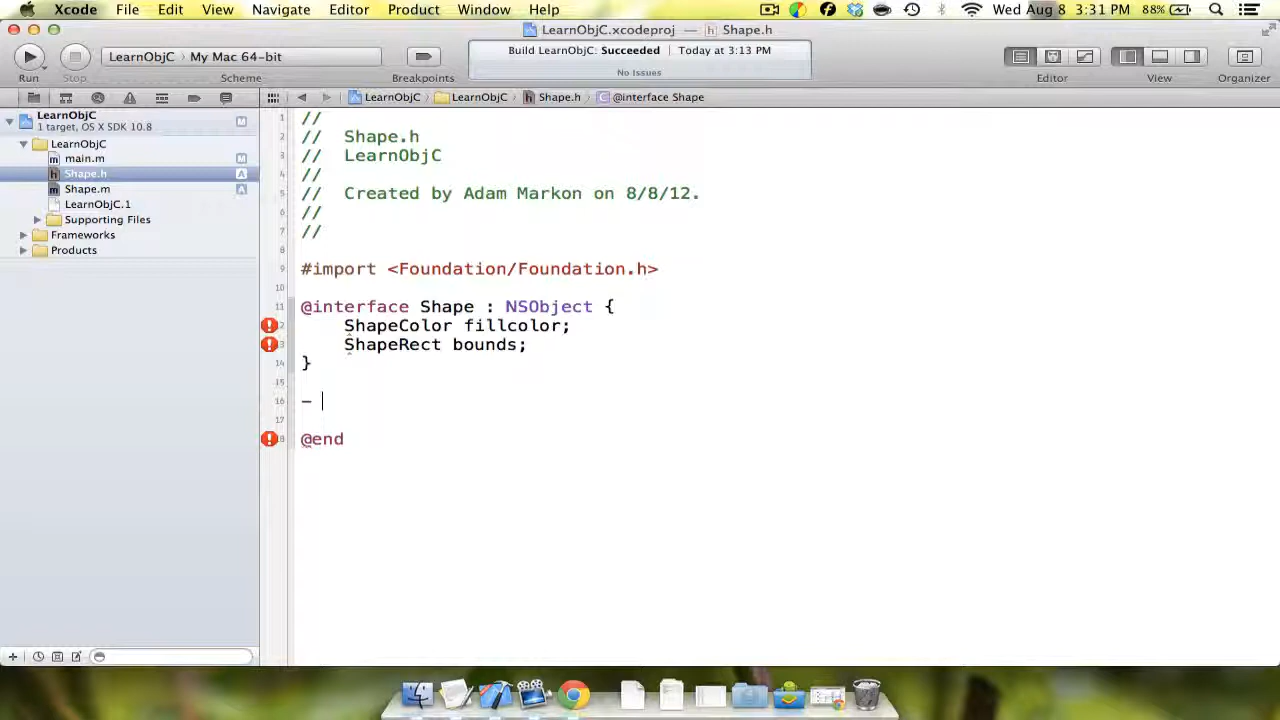 Xcode File Edit View Navigate Editor Product Window Help Wed Aug 8 3:31 PM 88%
LearnObjC.xcodeproj — Shape.h
LearnObjC My Mac 64-bit
Build LearnObjC: Succeeded Today at 3:13 PM
No Issues
Run Stop Scheme Breakpoints Editor View Organizer
LearnObjC LearnObjC Shape.h @interface Shape
LearnObjC
1 target, OS X SDK 10.8
LearnObjC
main.m
Shape.h
Shape.m
LearnObjC.1
Supporting Files
Frameworks
Products
1 //
2 // Shape.h
3 // LearnObjC
4 //
5 // Created by Adam Markon on 8/8/12.
6 //
7 //
8
9 #import <Foundation/Foundation.h>
10
11 @interface Shape : NSObject {
2 ShapeColor fillcolor;
3 ShapeRect bounds;
14 }
15
16 –
17
8 @end